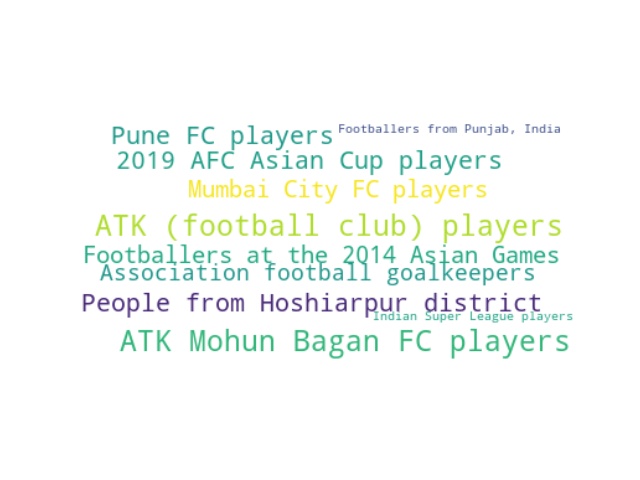 Pune FC players
Footballers from Punjab, India
2019 AFC Asian Cup players
Mumbai City FC players
ATK (football club) players
Footballers at the 2014 Asian Games
Association football goalkeepers
People from Hoshiarpur district
Indian Super League players
ATK Mohun Bagan FC players